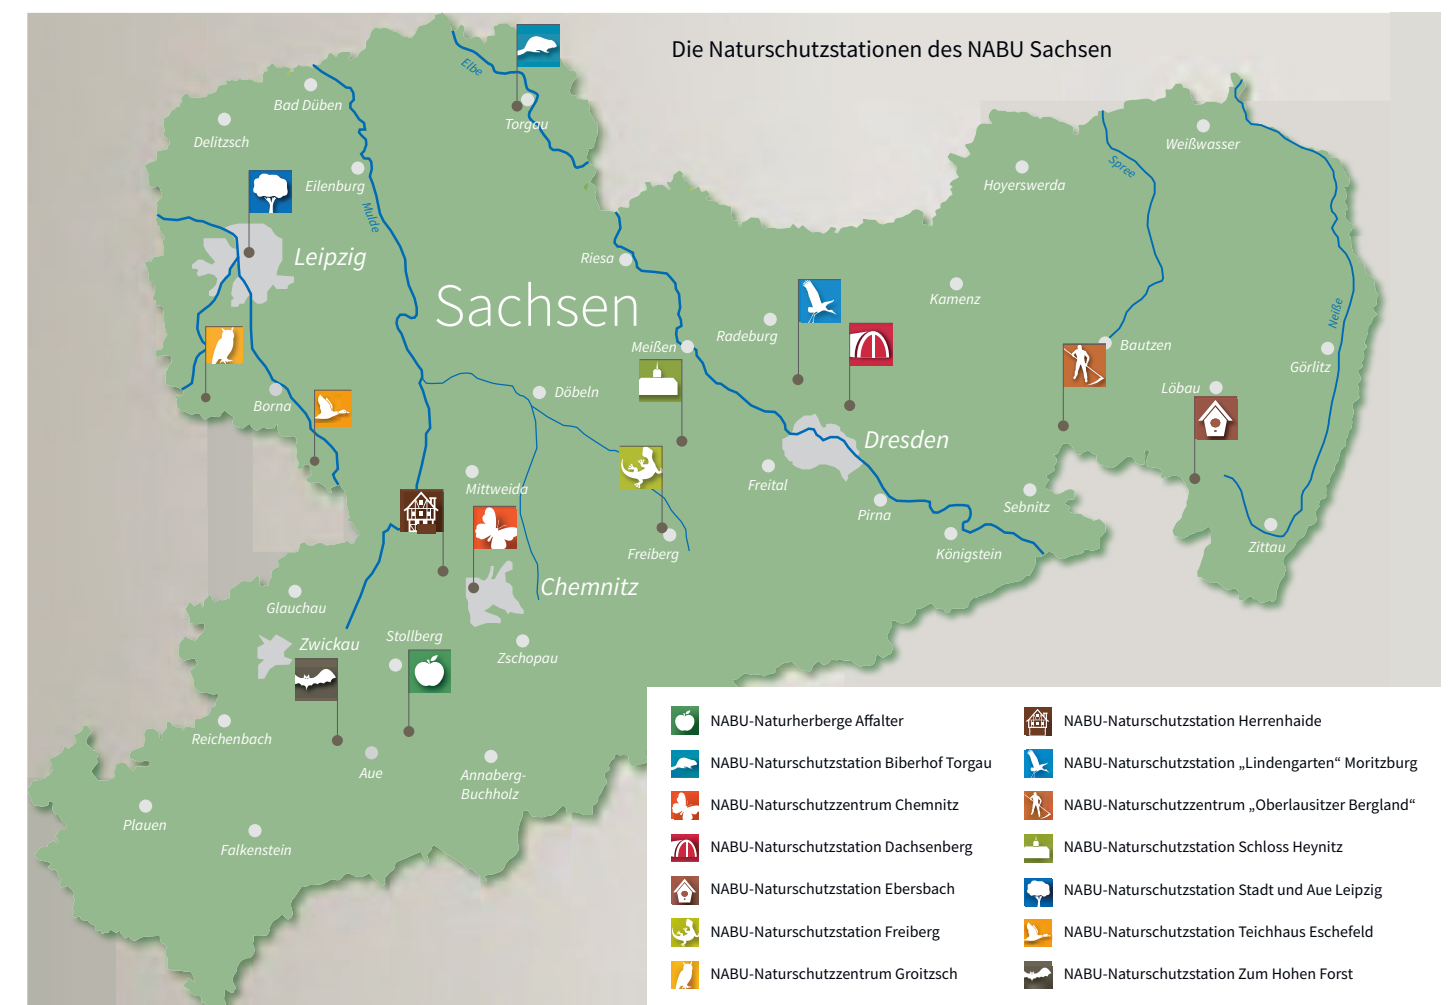 Die Naturschutzstationen des NABU Sachsen
Elbe
Bad Düben
Torgau
Delitzsch
Weißwasser
Spree
Eilenburg
Hoyerswerda
Mulde
Leipzig
Riesa
Sachsen
Kamenz
Neiße
Radeburg
Meißen
Bautzen
Görlitz
Löbau
Döbeln
Borna
Dresden
Mittweida
Freital
Sebnitz
Pirna
Freiberg
Königstein
Zittau
Chemnitz
Glauchau
Stollberg
Zwickau
Zschopau
Reichenbach
Aue
Annaberg-
Buchholz
Plauen
Falkenstein
NABU-Naturherberge Affalter
NABU-Naturschutzstation Biberhof Torgau
NABU-Naturschutzzentrum Chemnitz
NABU-Naturschutzstation Dachsenberg
NABU-Naturschutzstation Ebersbach
NABU-Naturschutzstation Freiberg
NABU-Naturschutzzentrum Groitzsch
NABU-Naturschutzstation Herrenhaide
NABU-Naturschutzstation „Lindengarten“ Moritzburg
NABU-Naturschutzzentrum „Oberlausitzer Bergland“
NABU-Naturschutzstation Schloss Heynitz
NABU-Naturschutzstation Stadt und Aue Leipzig
NABU-Naturschutzstation Teichhaus Eschefeld
NABU-Naturschutzstation Zum Hohen Forst